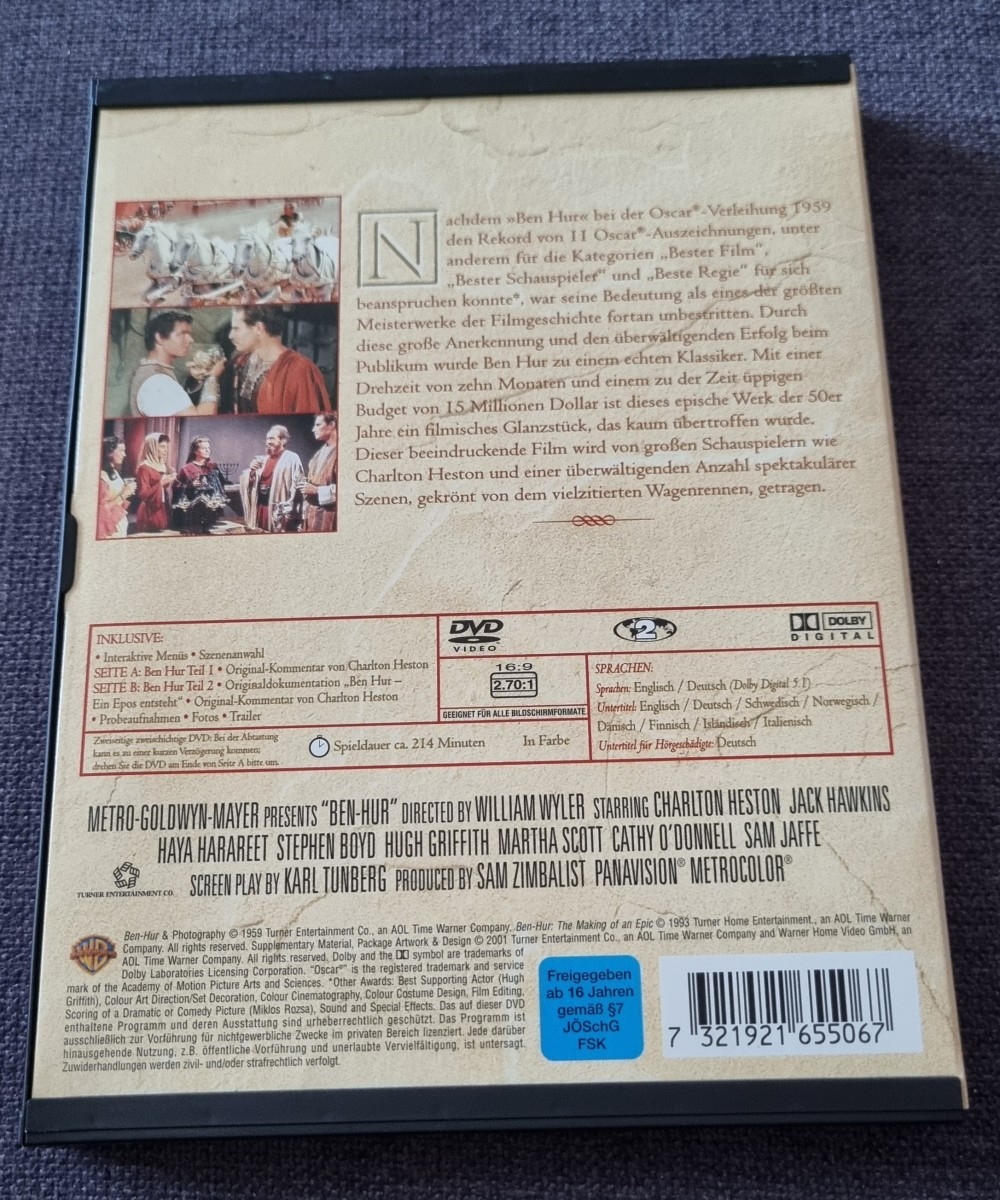 N
achdem »Ben Hur« bei der Oscar®-Verleihung 1959
den Rekord von 11 Oscar®-Auszeichnungen, unter
anderem für die Kategorien „Bester Film“,
„Bester Schauspieler“ und „Beste Regie“ für sich
beanspruchen konnte*, war seine Bedeutung als eines der größten
Meisterwerke der Filmgeschichte fortan unbestritten. Durch
diese große Anerkennung und den überwältigenden Erfolg beim
Publikum wurde Ben Hur zu einem echten Klassiker. Mit einer
Drehzeit von zehn Monaten und einem zu der Zeit üppigen
Budget von 15 Millionen Dollar ist dieses epische Werk der 50er
Jahre ein filmisches Glanzstück, das kaum übertroffen wurde.
Dieser beeindruckende Film wird von großen Schauspielern wie
Charlton Heston und einer überwältigenden Anzahl spektakulärer
Szenen, gekrönt von dem vielzitierten Wagenrennen, getragen.
INKLUSIVE:
• Interaktive Menüs • Szenenanwahl
SEITE A: Ben Hur Teil 1 • Original-Kommentar von Charlton Heston
SEITE B: Ben Hur Teil 2 • Originaldokumentation „Ben Hur –
Ein Epos entsteht“ • Original-Kommentar von Charlton Heston
• Probeaufnahmen • Fotos • Trailer
Zweiseitige zweischichtige DVD: Bei der Abtastung
kann es zu einer kurzen Verzögerung kommen;
drehen Sie die DVD am Ende von Seite A bitte um.
Spieldauer ca. 214 Minuten
In Farbe
DVD
VIDEO
2
DOLBY
DIGITAL
16:9
2.70:1
GEEIGNET FÜR ALLE BILDSCHIRMFORMATE
SPRACHEN:
Sprachen: Englisch / Deutsch (Dolby Digital 5.1)
Untertitel: Englisch / Deutsch / Schwedisch / Norwegisch /
Dänisch / Finnisch / Isländisch / Italienisch
Untertitel für Hörgeschädigte: Deutsch
METRO-GOLDWYN-MAYER PRESENTS "BEN-HUR" DIRECTED BY WILLIAM WYLER STARRING CHARLTON HESTON JACK HAWKINS
HAYA HARAREET STEPHEN BOYD HUGH GRIFFITH MARTHA SCOTT CATHY O'DONNELL SAM JAFFE
SCREEN PLAY BY KARL TUNBERG PRODUCED BY SAM ZIMBALIST PANAVISION® METROCOLOR®
TURNER ENTERTAINMENT CO.
WB
Ben-Hur & Photography © 1959 Turner Entertainment Co., an AOL Time Warner Company. Ben-Hur: The Making of an Epic © 1993 Turner Home Entertainment., an AOL Time Warner
Company. All rights reserved. Supplementary Material, Package Artwork & Design © 2001 Turner Entertainment Co., an AOL Time Warner Company and Warner Home Video GmbH, an
AOL Time Warner Company. All rights reserved. Dolby and the DD symbol are trademarks of
Dolby Laboratories Licensing Corporation. "Oscar®" is the registered trademark and service
mark of the Academy of Motion Picture Arts and Sciences. *Other Awards: Best Supporting Actor (Hugh
Griffith), Colour Art Direction/Set Decoration, Colour Cinematography, Colour Costume Design, Film Editing,
Scoring of a Dramatic or Comedy Picture (Miklos Rozsa), Sound and Special Effects. Das auf dieser DVD
enthaltene Programm und deren Ausstattung sind urheberrechtlich geschützt. Das Programm ist
ausschließlich zur Vorführung für nichtgewerbliche Zwecke im privaten Bereich lizenziert. Jede darüber
hinausgehende Nutzung, z.B. öffentliche Vorführung und unerlaubte Vervielfältigung, ist untersagt.
Zuwiderhandlungen werden zivil- und/oder strafrechtlich verfolgt.
Freigegeben
ab 16 Jahren
gemäß §7
JÖSchG
FSK
7 321921 655067